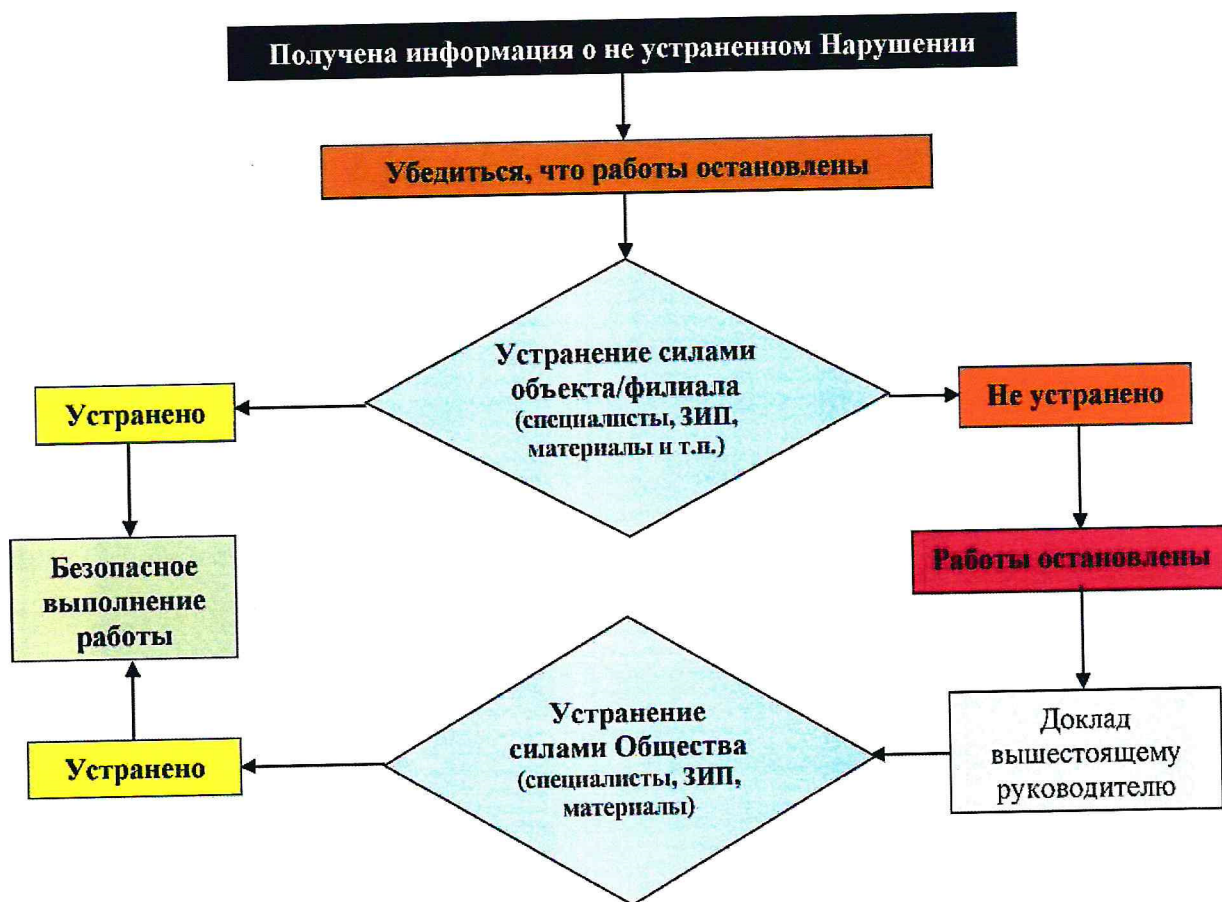 Получена информация о не устраненном Нарушении
Убедиться, что работы остановлены
Устранение силами
объекта/филиала
(специалисты, ЗИП,
материалы и т.п.)
Устранено
Не устранено
Безопасное
выполнение
работы
Работы остановлены
Устранение
силами Общества
(специалисты, ЗИП,
материалы)
Устранено
Доклад
вышестоящему
руководителю